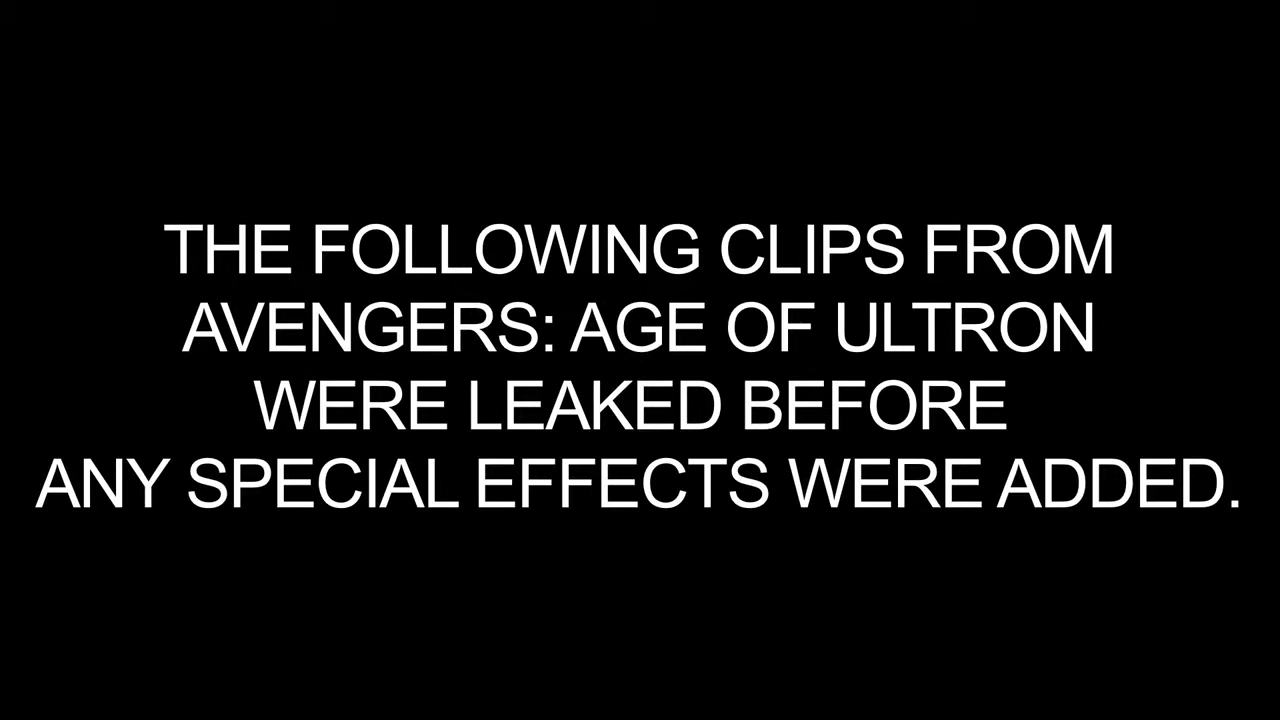 THE FOLLOWING CLIPS FROM
AVENGERS: AGE OF ULTRON
WERE LEAKED BEFORE
ANY SPECIAL EFFECTS WERE ADDED.